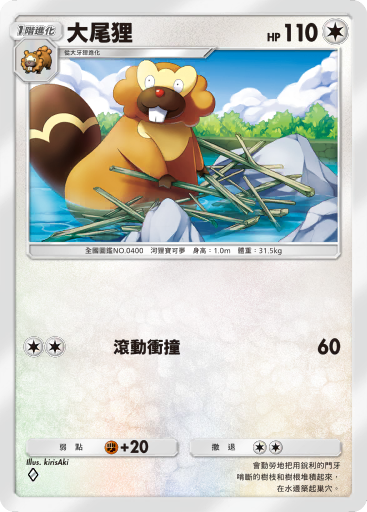 1階進化
大尾狸
HP 110
從大牙狸進化
全國圖鑑NO.0400 河狸寶可夢 身高：1.0m 體重：31.5kg
滾動衝撞 60
弱點 +20 撤退
Illus. kirisAki
會勤勞地把用銳利的門牙
啃斷的樹枝和樹根堆積起來，
在水邊築起巢穴。